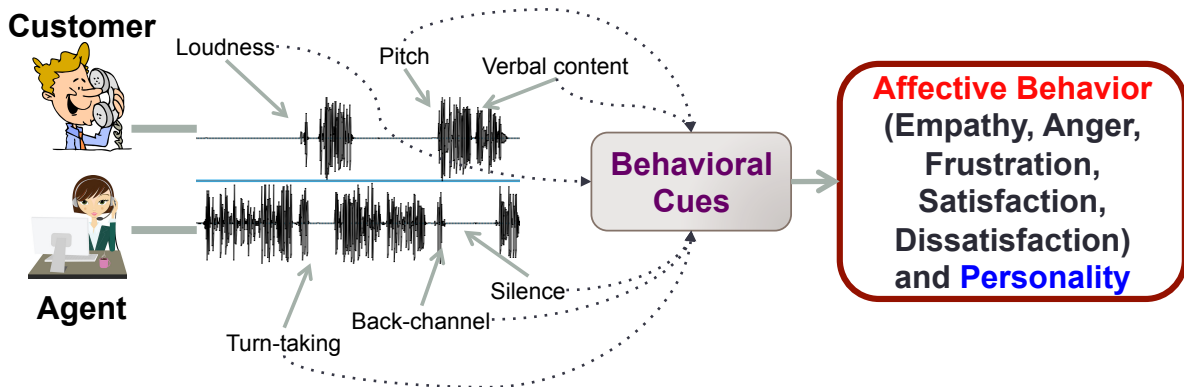 Customer
Loudness
Pitch
Verbal content
Agent
Silence
Back-channel
Turn-taking
Behavioral
Cues
Affective Behavior
(Empathy, Anger,
Frustration,
Satisfaction,
Dissatisfaction)
and Personality